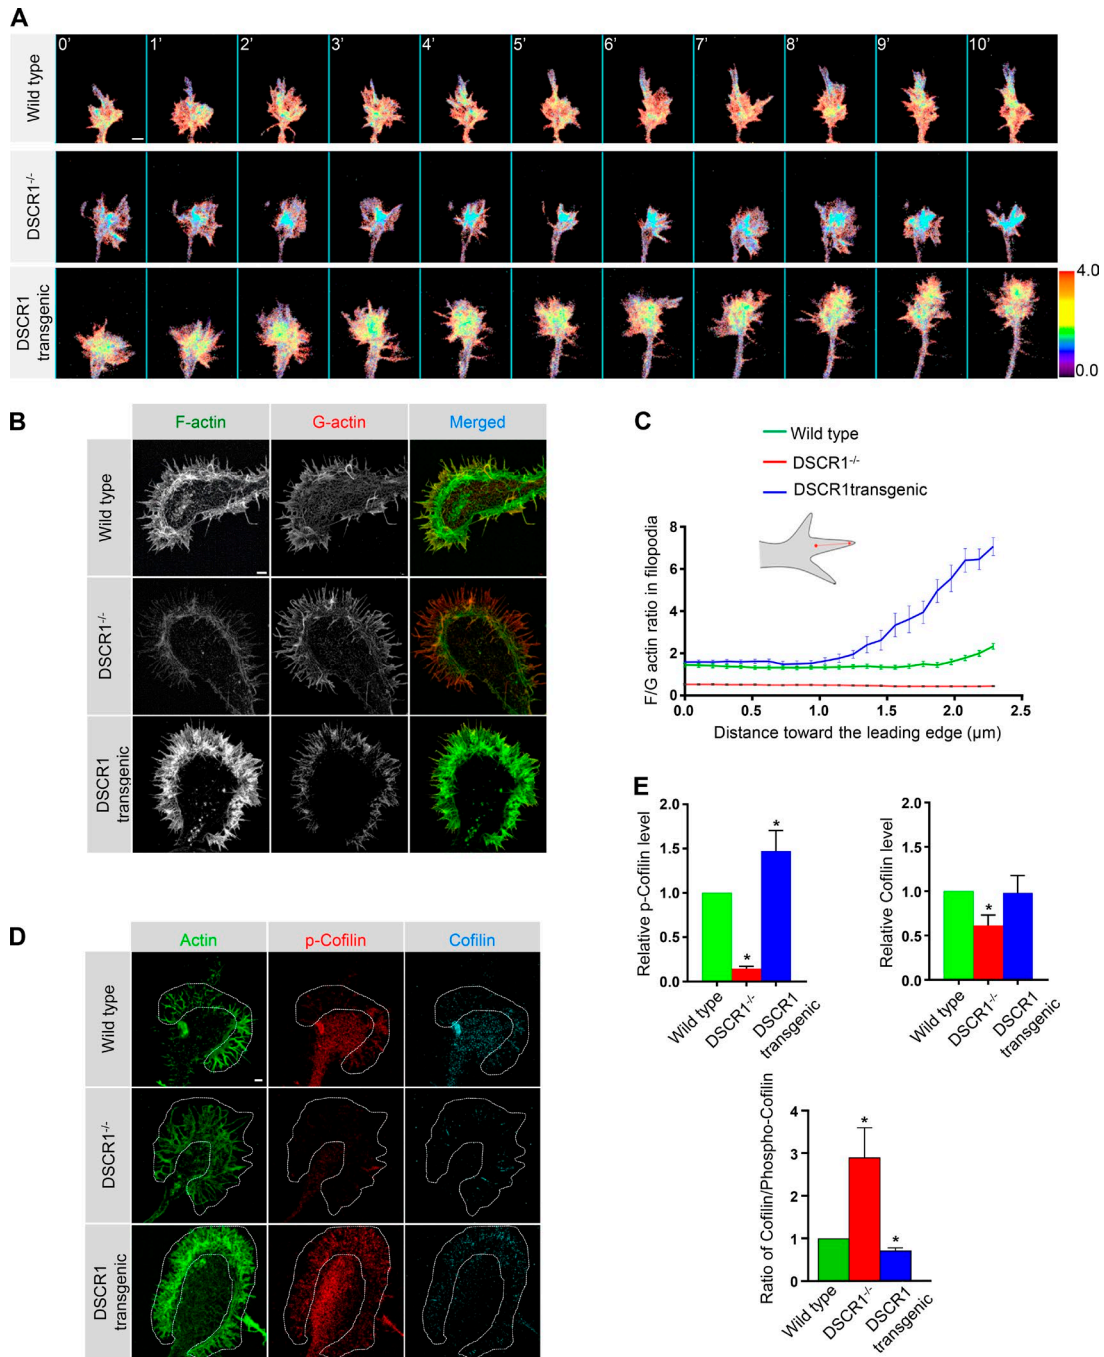 A
0' 1' 2' 3' 4' 5' 6' 7' 8' 9' 10'
Wild type
DSCR1-/-
DSCR1
transgenic
4.0
0.0
B
F-actin G-actin Merged
Wild type
DSCR1-/-
DSCR1
transgenic
C
Wild type
DSCR1-/-
DSCR1transgenic
F/G actin ratio in filopodia
8
6
4
2
0
0.0 0.5 1.0 1.5 2.0 2.5
Distance toward the leading edge (µm)
D
Actin p-Cofilin Cofilin
Wild type
DSCR1-/-
DSCR1
transgenic
E
Relative p-Cofilin level
2.0
1.5
1.0
0.5
0.0
* *
Wild type
DSCR1-/-
DSCR1
transgenic
Relative Cofilin level
2.0
1.5
1.0
0.5
0.0
*
Wild type
DSCR1-/-
DSCR1
transgenic
Ratio of Cofilin/Phospho-Cofilin
4
3
2
1
0
* *
Wild type
DSCR1-/-
DSCR1
transgenic